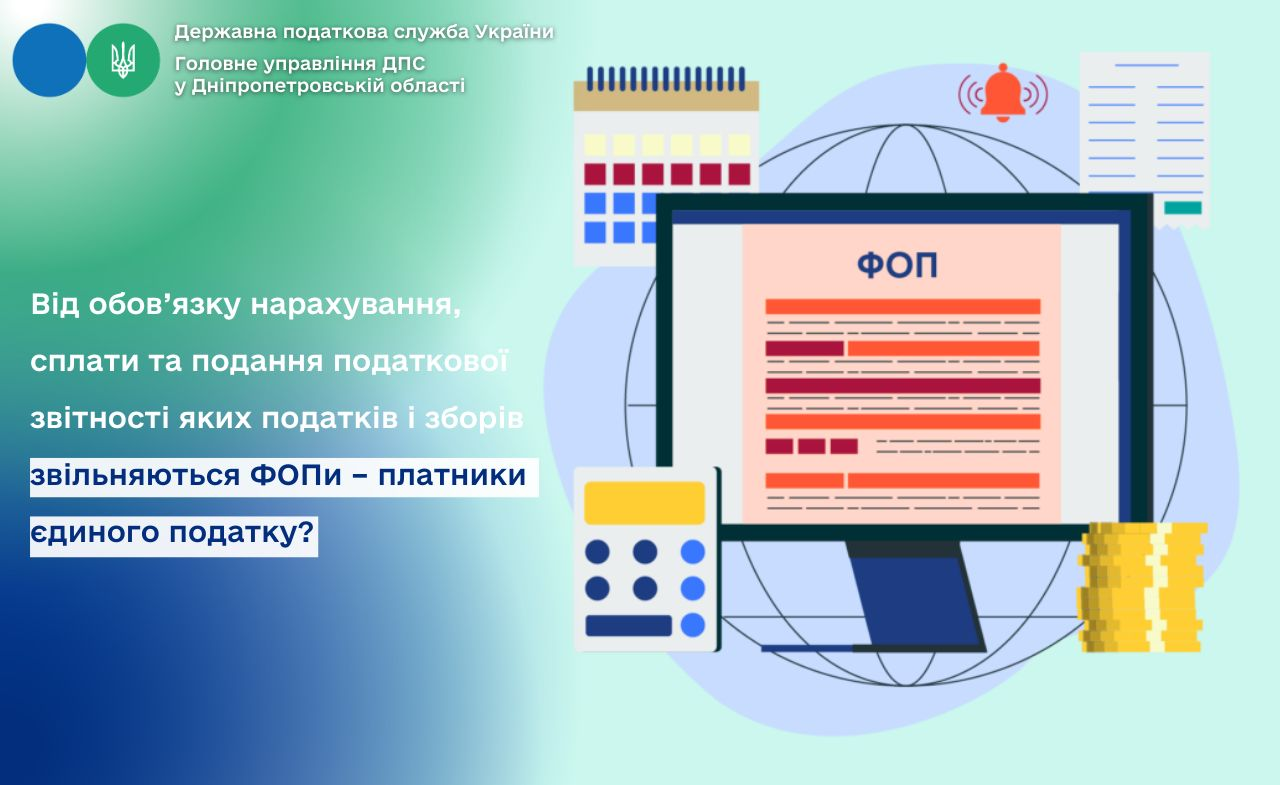 Державна податкова служба України
Головне управління ДПС
у Дніпропетровській області
ФОП
Від обов’язку нарахування,
сплати та подання податкової
звітності яких податків і зборів
звільняються ФОПи – платники
єдиного податку?